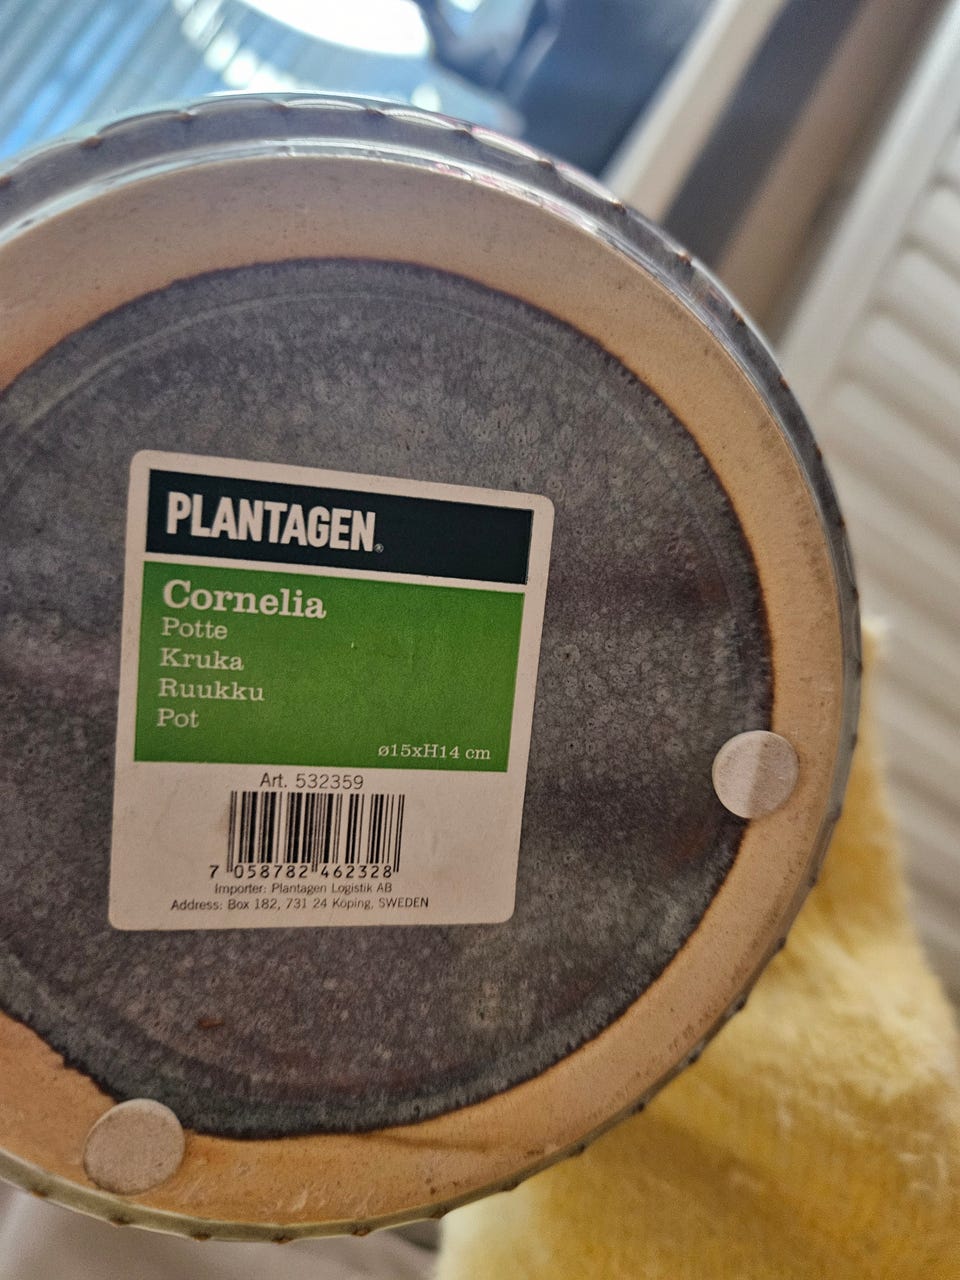 PLANTAGEN®
Cornelia
Potte
Kruka
Ruukku
Pot
ø15xH14 cm
Art. 532359
7 058782 462328
Importer: Plantagen Logistik AB
Address: Box 182, 731 24 Köping, SWEDEN